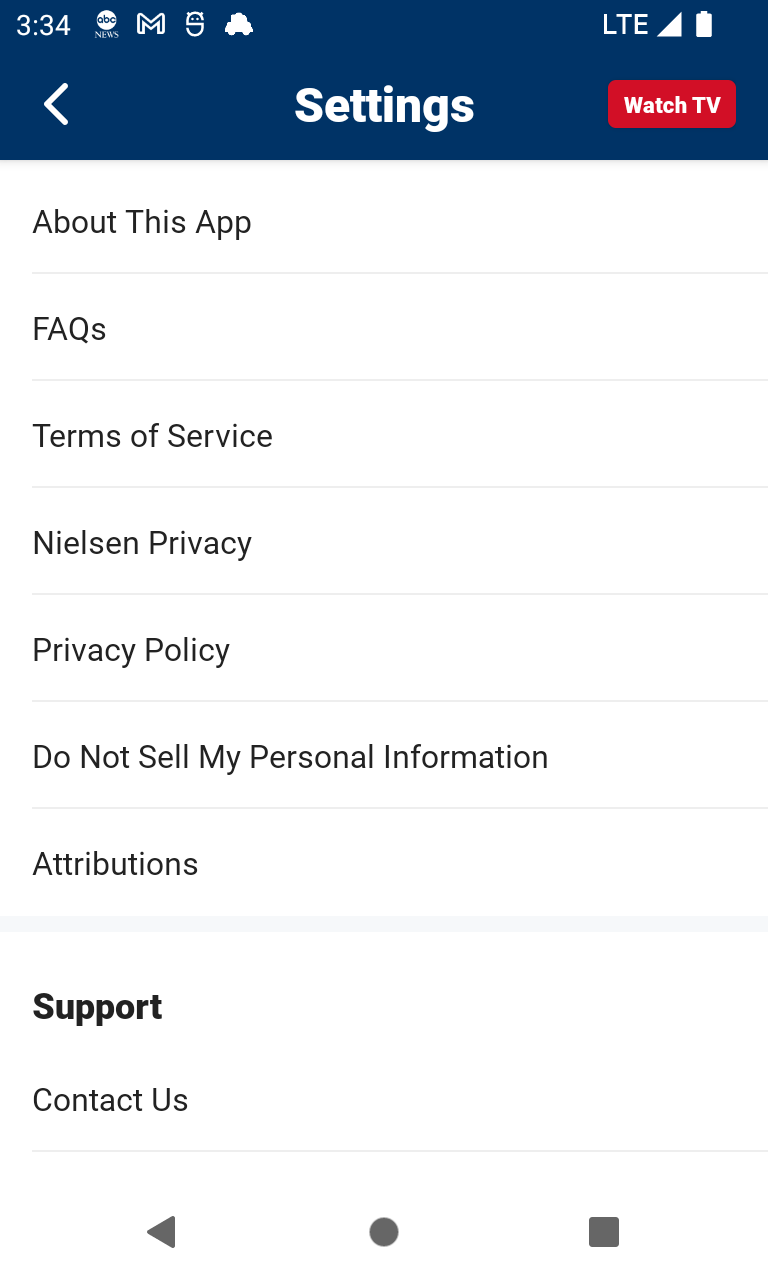 3:34
abc
NEWS
LTE
Settings
Watch TV
About This App
FAQs
Terms of Service
Nielsen Privacy
Privacy Policy
Do Not Sell My Personal Information
Attributions
Support
Contact Us